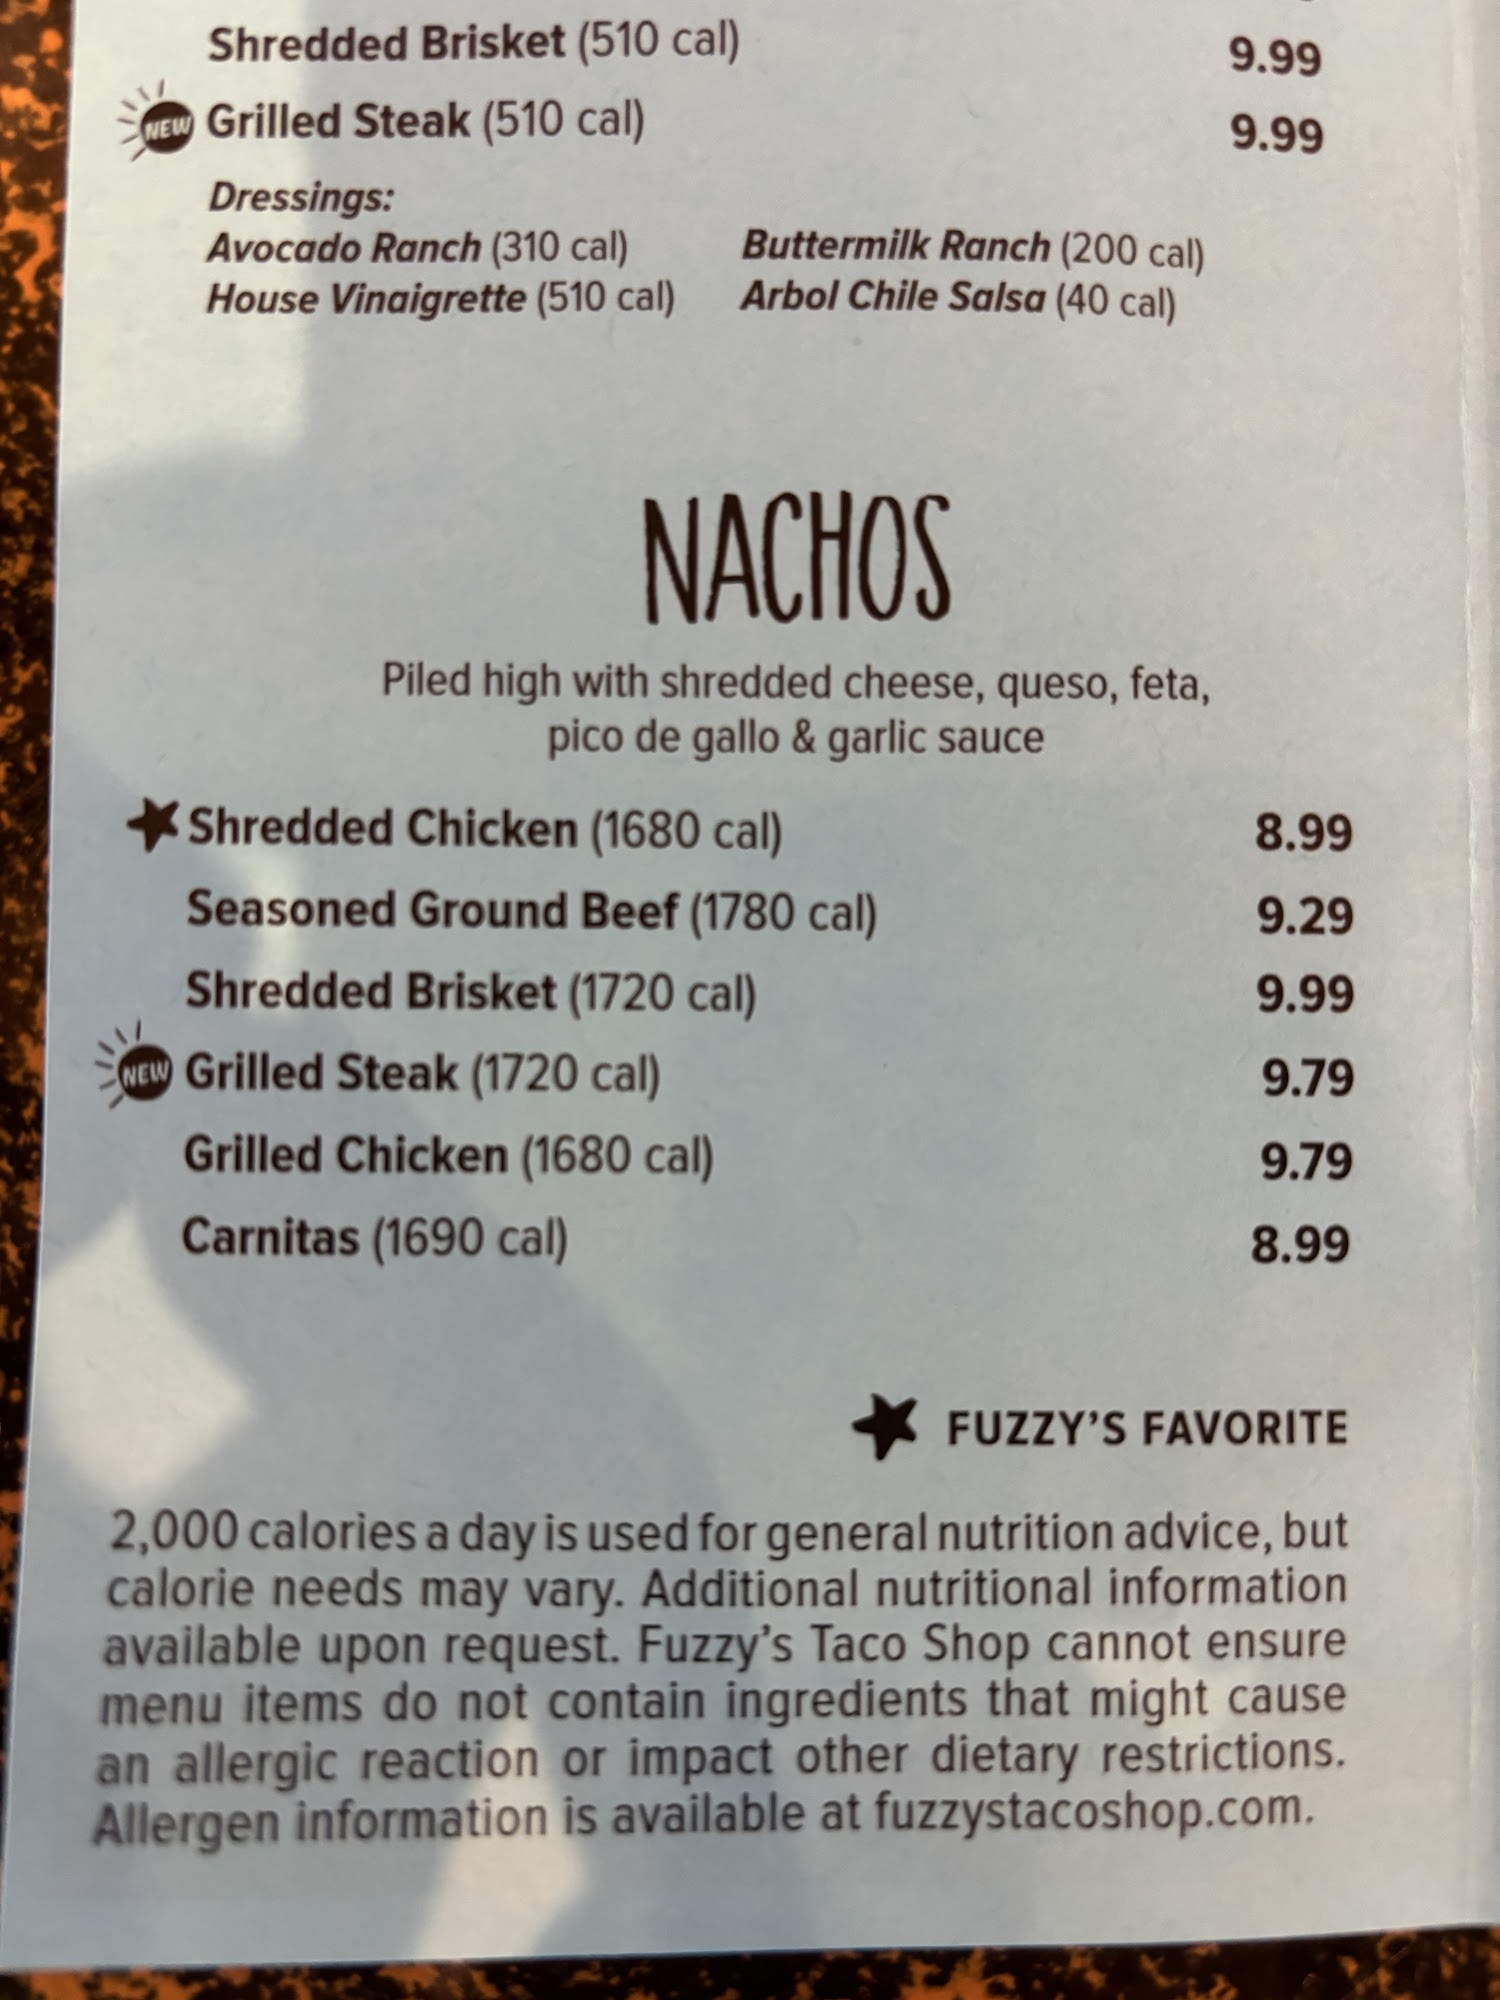 Shredded Brisket (510 cal) 9.99
NEW Grilled Steak (510 cal) 9.99
Dressings:
Avocado Ranch (310 cal) Buttermilk Ranch (200 cal)
House Vinaigrette (510 cal) Arbol Chile Salsa (40 cal)
NACHOS
Piled high with shredded cheese, queso, feta,
pico de gallo & garlic sauce
Shredded Chicken (1680 cal) 8.99
Seasoned Ground Beef (1780 cal) 9.29
Shredded Brisket (1720 cal) 9.99
NEW Grilled Steak (1720 cal) 9.79
Grilled Chicken (1680 cal) 9.79
Carnitas (1690 cal) 8.99
FUZZY'S FAVORITE
2,000 calories a day is used for general nutrition advice, but
calorie needs may vary. Additional nutritional information
available upon request. Fuzzy's Taco Shop cannot ensure
menu items do not contain ingredients that might cause
an allergic reaction or impact other dietary restrictions.
Allergen information is available at fuzzystacoshop.com.